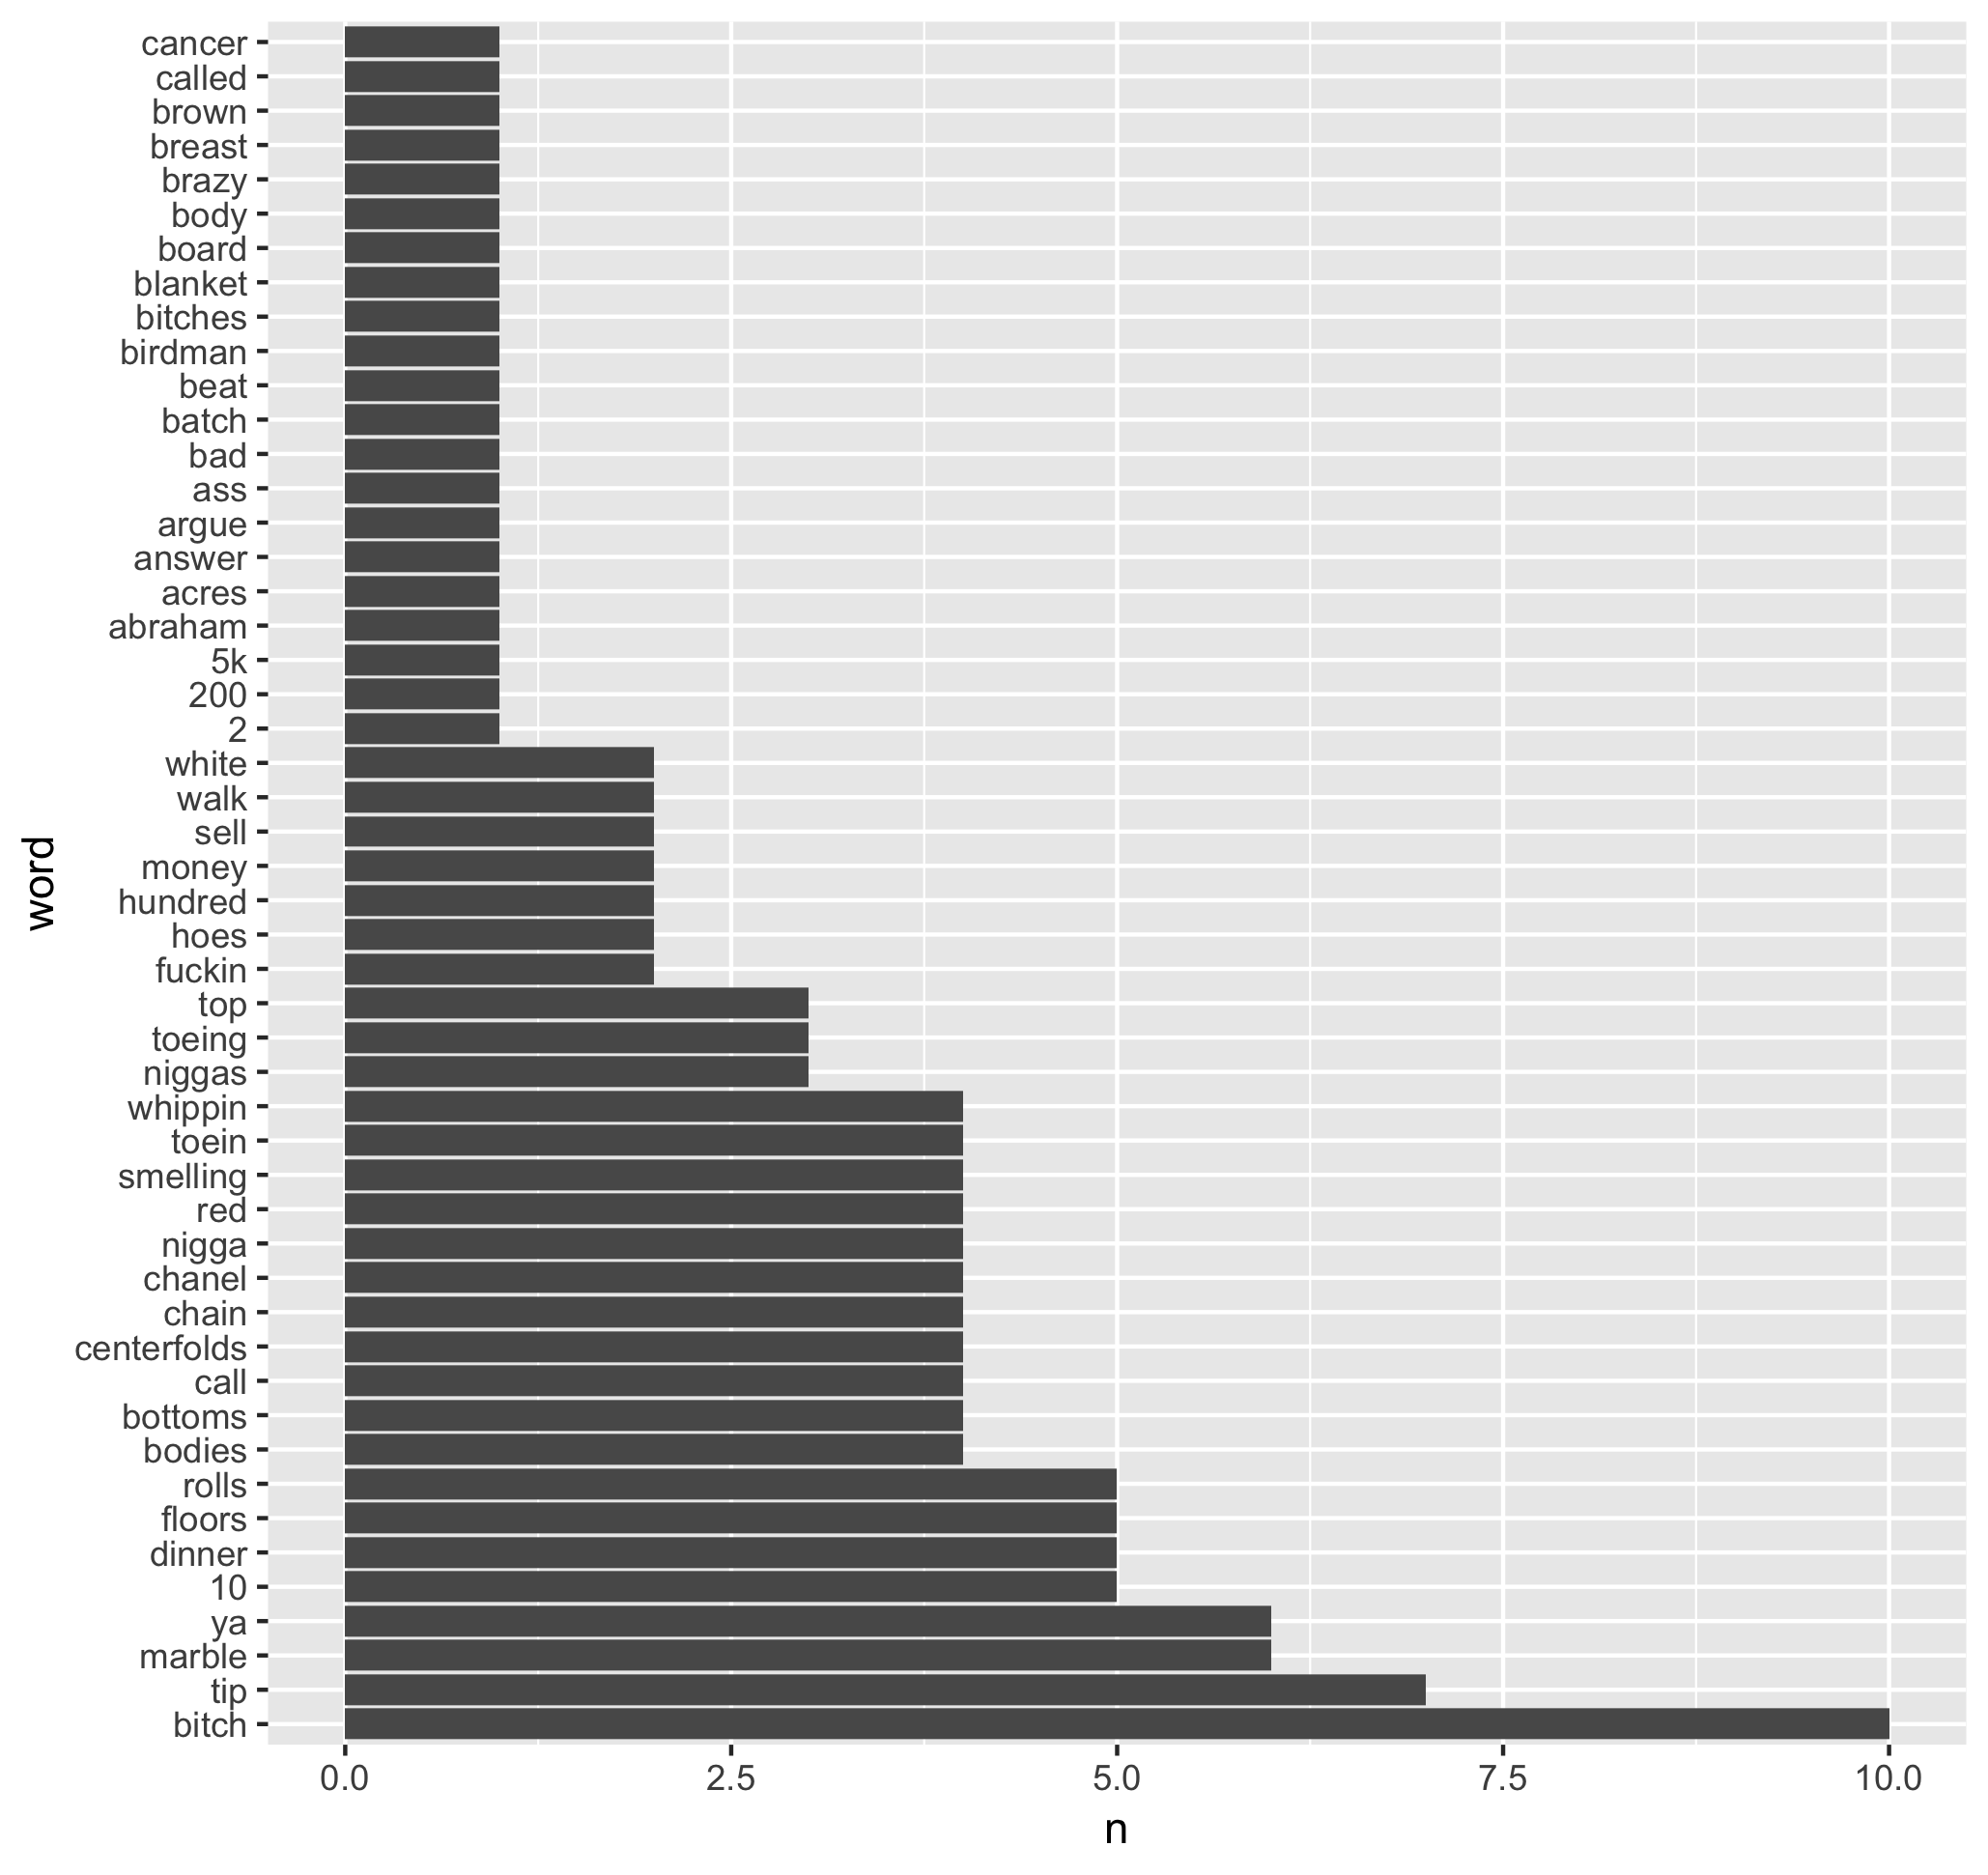 cancer
called
brown
breast
brazy
body
board
blanket
bitches
birdman
beat
batch
bad
ass
argue
answer
acres
abraham
5k
200
2
white
walk
sell
money
hundred
hoes
fuckin
top
toeing
niggas
whippin
toein
smelling
red
nigga
chanel
chain
centerfolds
call
bottoms
bodies
rolls
floors
dinner
10
ya
marble
tip
bitch
word
0.0 2.5 5.0 7.5 10.0
n